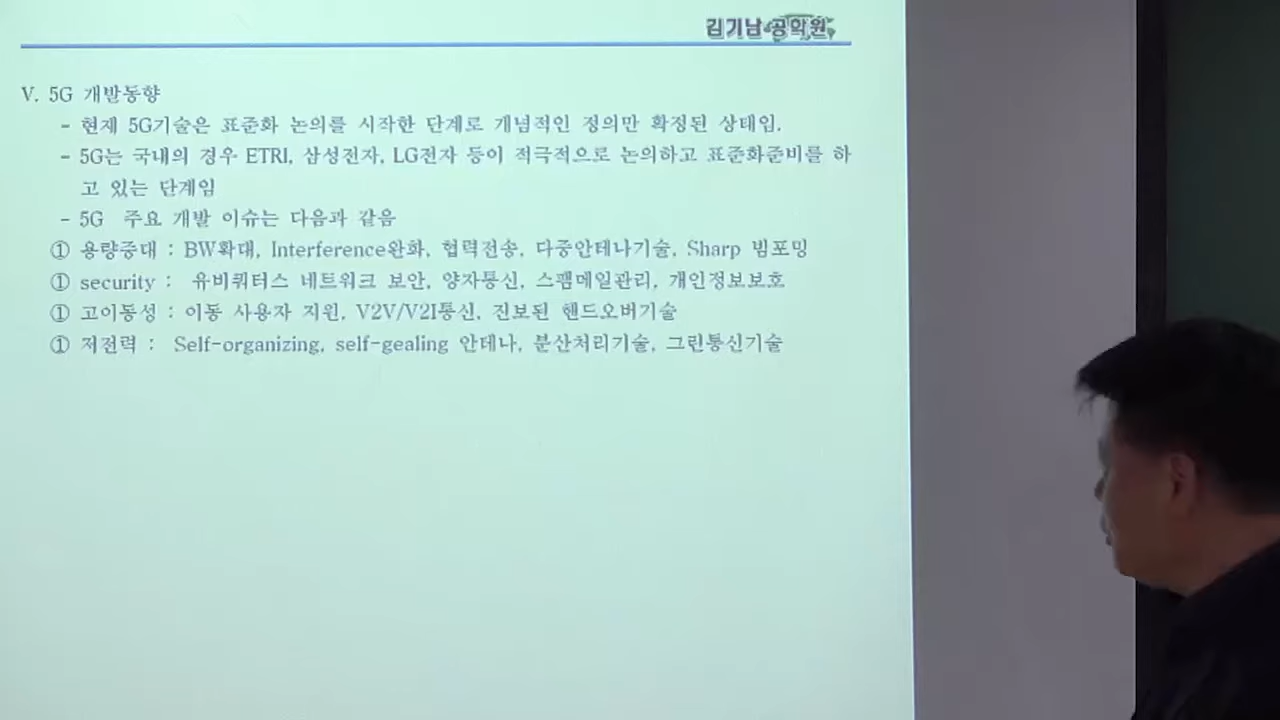 김기남 공학원
V. 5G 개발동향
- 현재 5G기술은 표준화 논의를 시작한 단계로 개념적인 정의만 확정된 상태임.
- 5G는 국내의 경우 ETRI, 삼성전자, LG전자 등이 적극적으로 논의하고 표준화준비를 하
고 있는 단계임
- 5G 주요 개발 이슈는 다음과 같음
① 용량증대 : BW확대, Interference완화, 협력전송, 다중안테나기술, Sharp 빔포밍
① security : 유비쿼터스 네트워크 보안, 양자통신, 스팸메일관리, 개인정보보호
① 고이동성 : 이동 사용자 지원, V2V/V2I통신, 진보된 핸드오버기술
① 저전력 : Self-organizing, self-gealing 안테나, 분산처리기술, 그린통신기술